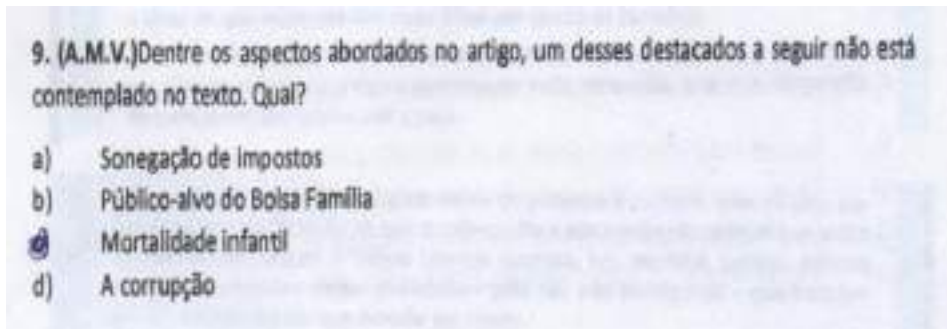 9. (A.M.V.)Dentre os aspectos abordados no artigo, um desses destacados a seguir não está
contemplado no texto. Qual?
a) Sonegação de impostos
b) Público-alvo do Bolsa Família
Mortalidade infantil
d) A corrupção